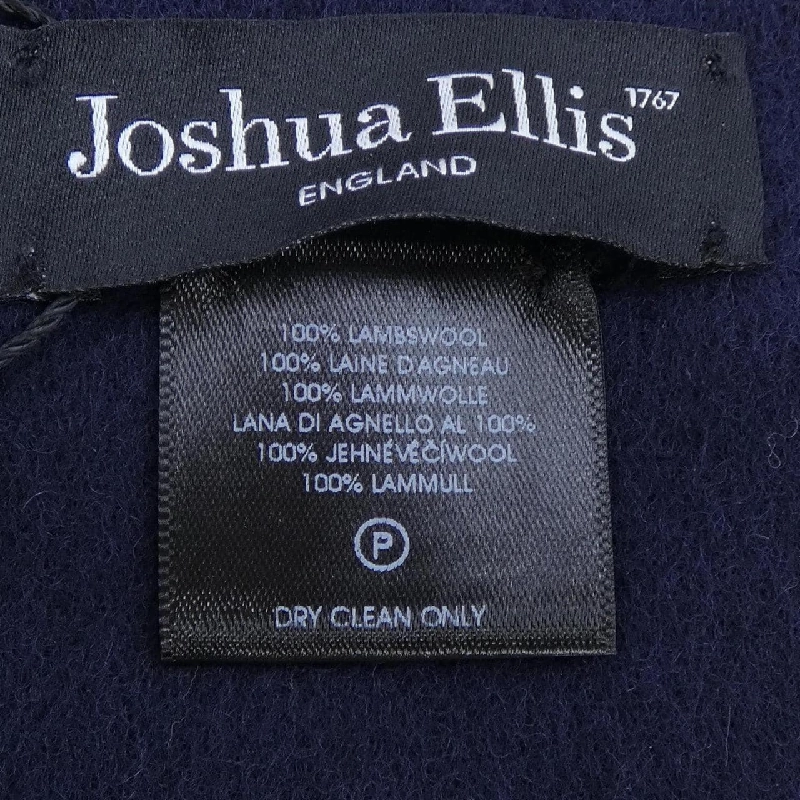 Joshua Ellis 1767
ENGLAND
100% LAMBSWOOL
100% LAINE D'AGNEAU
100% LAMMWOLLE
LANA DI AGNELLO AL 100%
100% JEHNÉVĚČÍWOOL
100% LAMMULL
P
DRY CLEAN ONLY